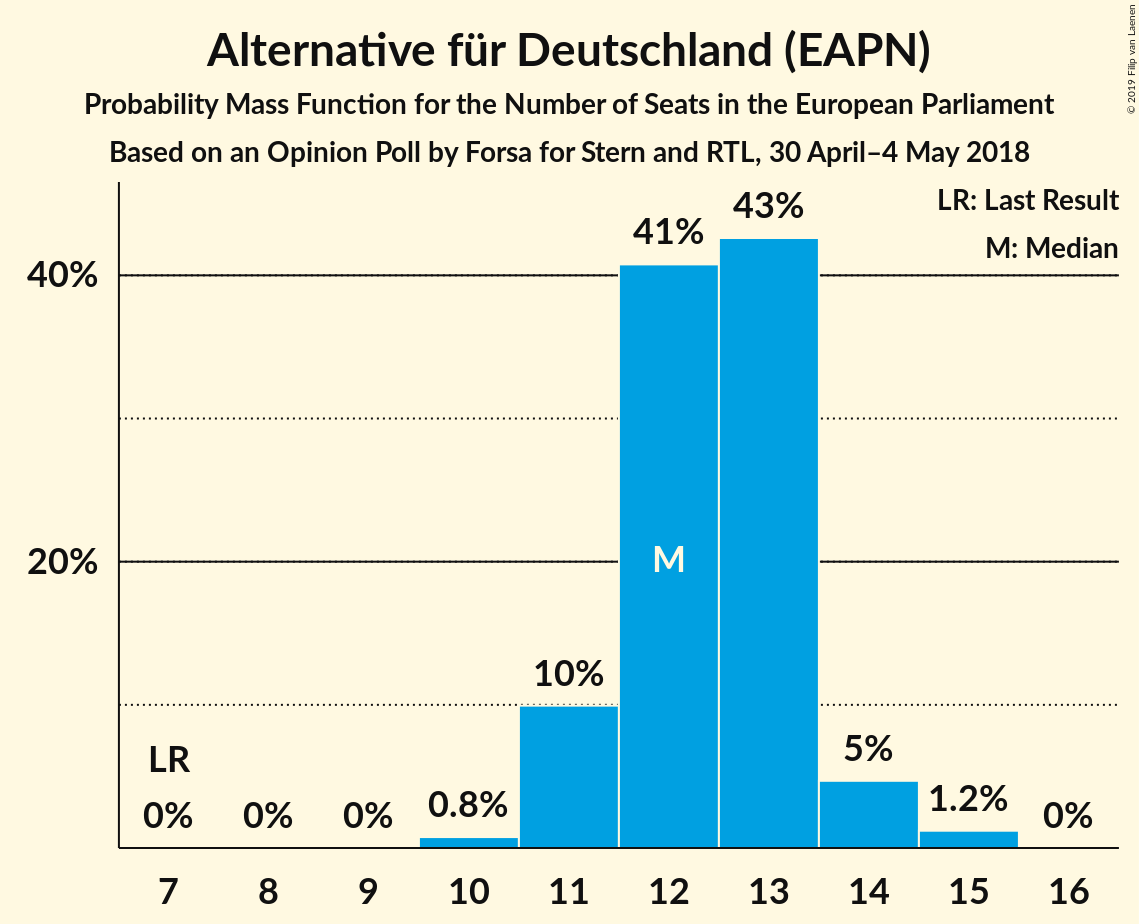 Alternative für Deutschland (EAPN)
Probability Mass Function for the Number of Seats in the European Parliament
Based on an Opinion Poll by Forsa for Stern and RTL, 30 April–4 May 2018
© 2019 Filip van Laenen
LR: Last Result
M: Median
43%
41%
40%
20%
M
10%
5%
LR
0%
0%
0%
0.8%
1.2%
0%
7
8
9
10
11
12
13
14
15
16